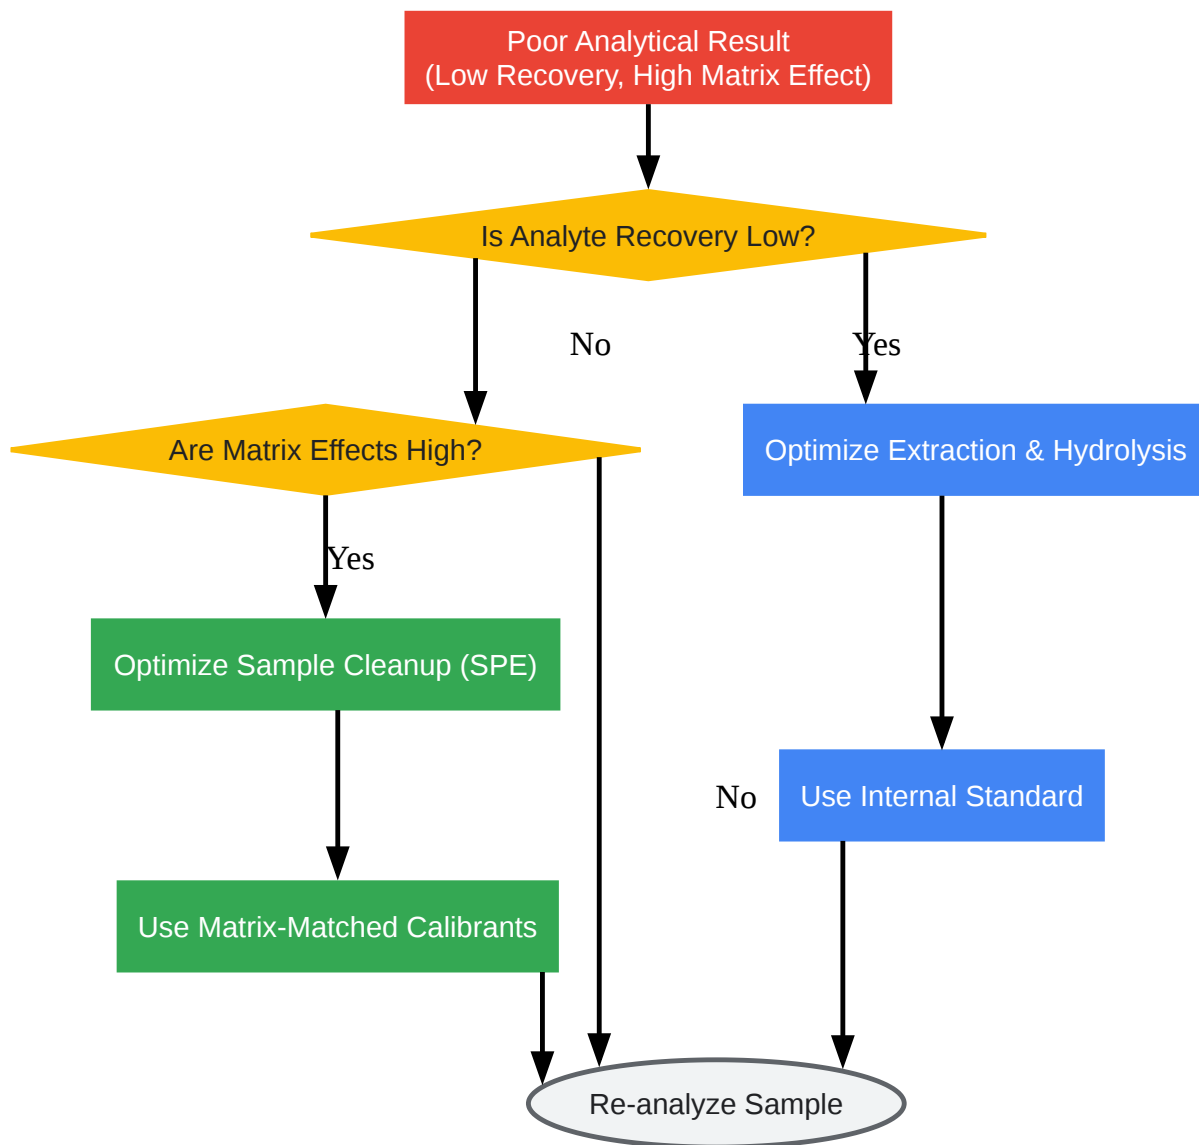 Poor Analytical Result
(Low Recovery, High Matrix Effect)
Is Analyte Recovery Low?
No
Yes
Are Matrix Effects High?
Optimize Extraction & Hydrolysis
Yes
Optimize Sample Cleanup (SPE)
No
Use Internal Standard
Use Matrix-Matched Calibrants
Re-analyze Sample